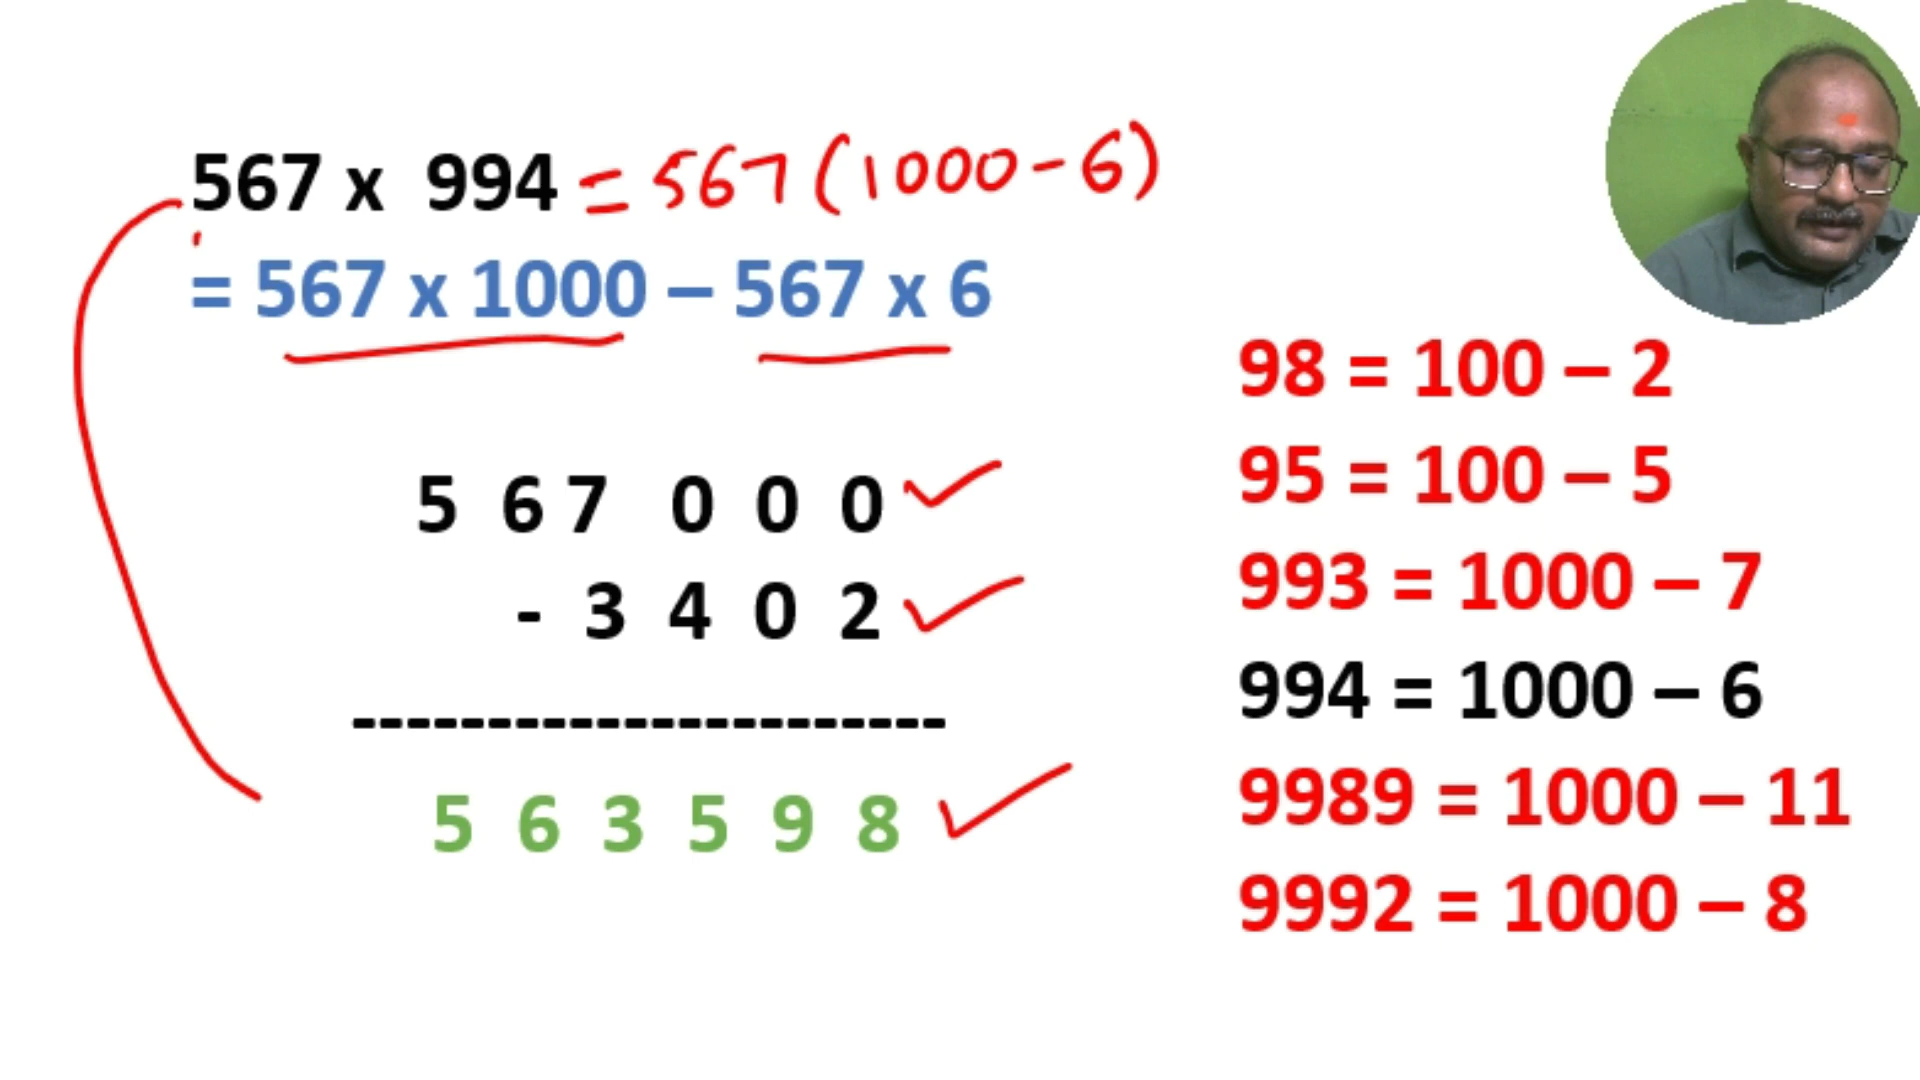 567 x 994 = 567 (1000 - 6)
= 567 x 1000 – 567 x 6
5 6 7 0 0 0
- 3 4 0 2
----------------------
5 6 3 5 9 8
98 = 100 – 2
95 = 100 – 5
993 = 1000 – 7
994 = 1000 – 6
9989 = 1000 – 11
9992 = 1000 – 8